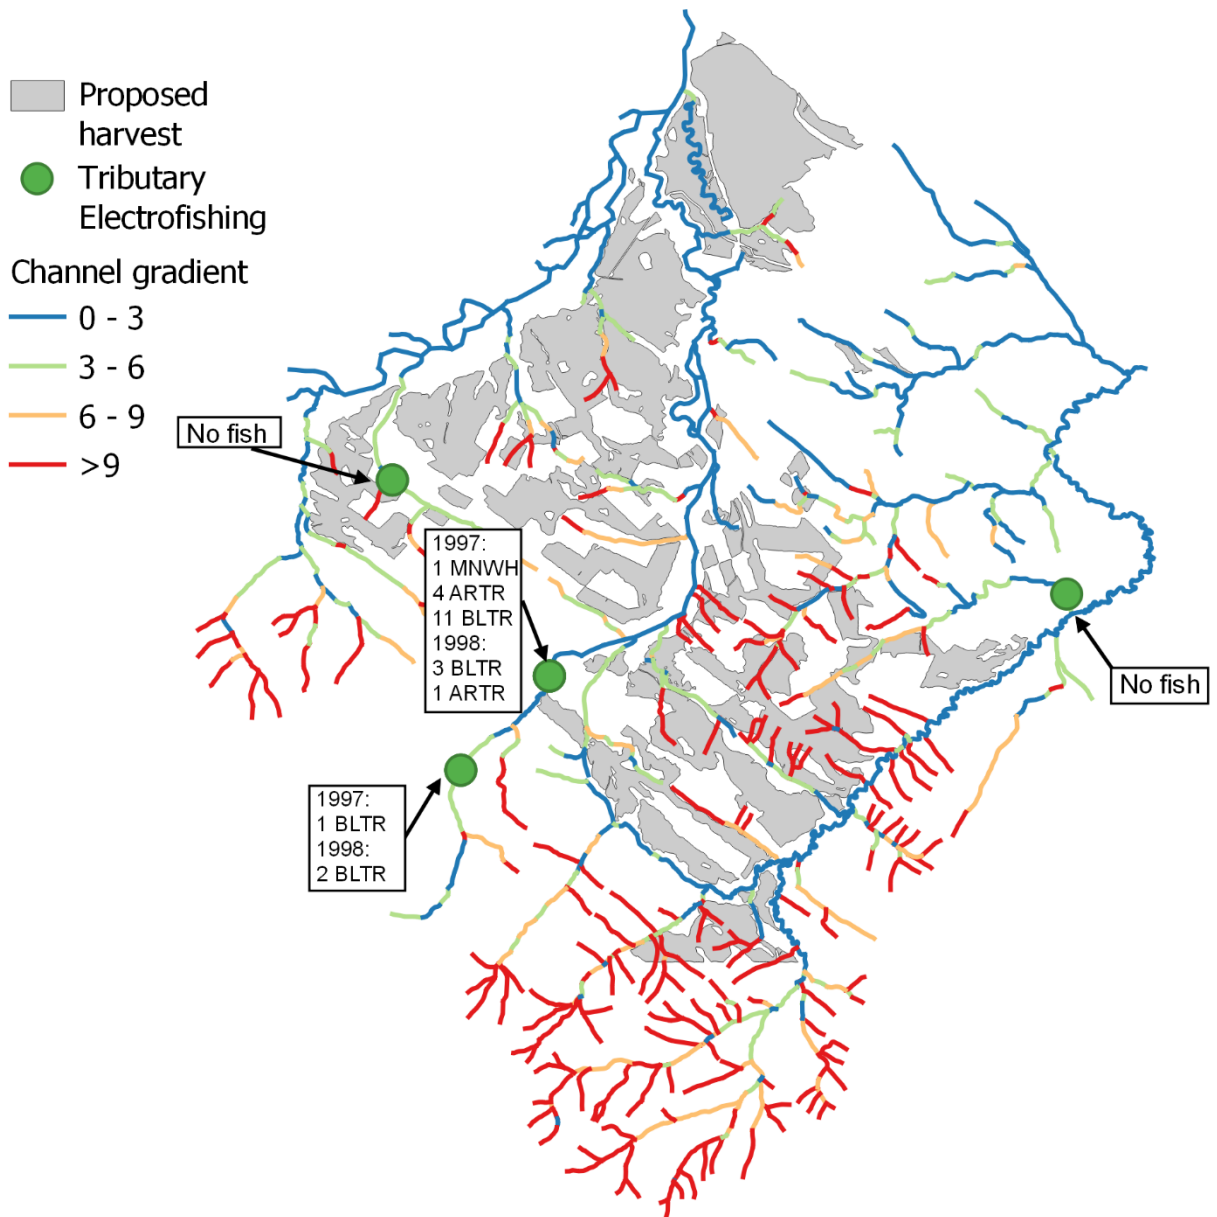 Proposed
harvest
Tributary
Electrofishing
Channel gradient
0 - 3
3 - 6
6 - 9
>9
No fish
1997:
1 MNWH
4 ARTR
11 BLTR
1998:
3 BLTR
1 ARTR
No fish
1997:
1 BLTR
1998:
2 BLTR